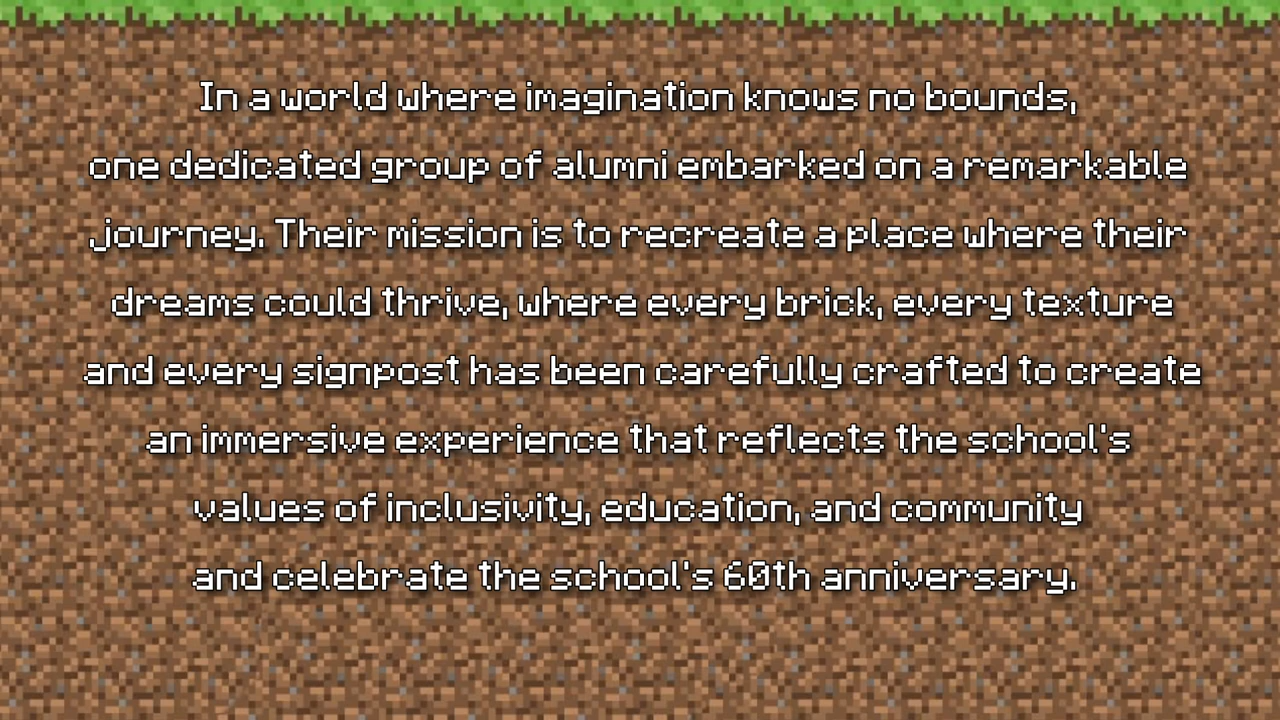 In a world where imagination knows no bounds,
one dedicated group of alumni embarked on a remarkable
journey. Their mission is to recreate a place where their
dreams could thrive, where every brick, every texture
and every signpost has been carefully crafted to create
an immersive experience that reflects the school's
values of inclusivity, education, and community
and celebrate the school's 60th anniversary.